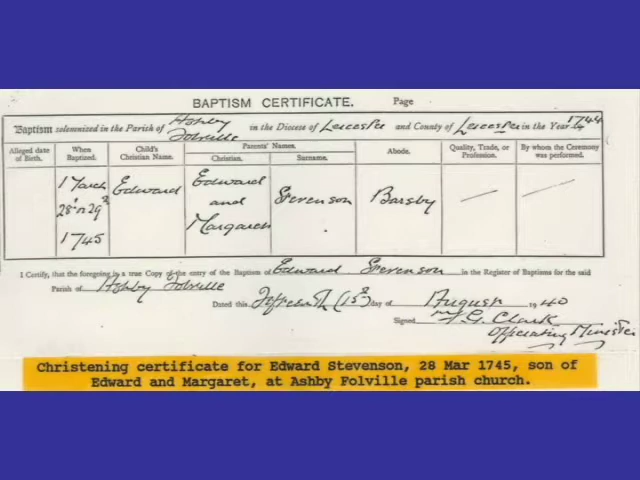 BAPTISM CERTIFICATE. Page
Baptism solemnized in the Parish of Ashby Folville in the Diocese of Leicester and County of Leicester in the Year 1744
Alleged date of Birth. When Baptized. Child's Christian Name. Parents' Names. Christian. Surname. Abode. Quality, Trade, or Profession. By whom the Ceremony was performed.
March 28 or 29 1745 Edward Edward and Margaret Stevenson Barsby
I Certify, that the foregoing is a true Copy of the entry of the Baptism of Edward Stevenson in the Register of Baptisms for the said
Parish of Ashby Folville
Dated this Fifteenth (15) day of August 1940
Signed F. G. Clark
Officiating Minister
Christening certificate for Edward Stevenson, 28 Mar 1745, son of
Edward and Margaret, at Ashby Folville parish church.